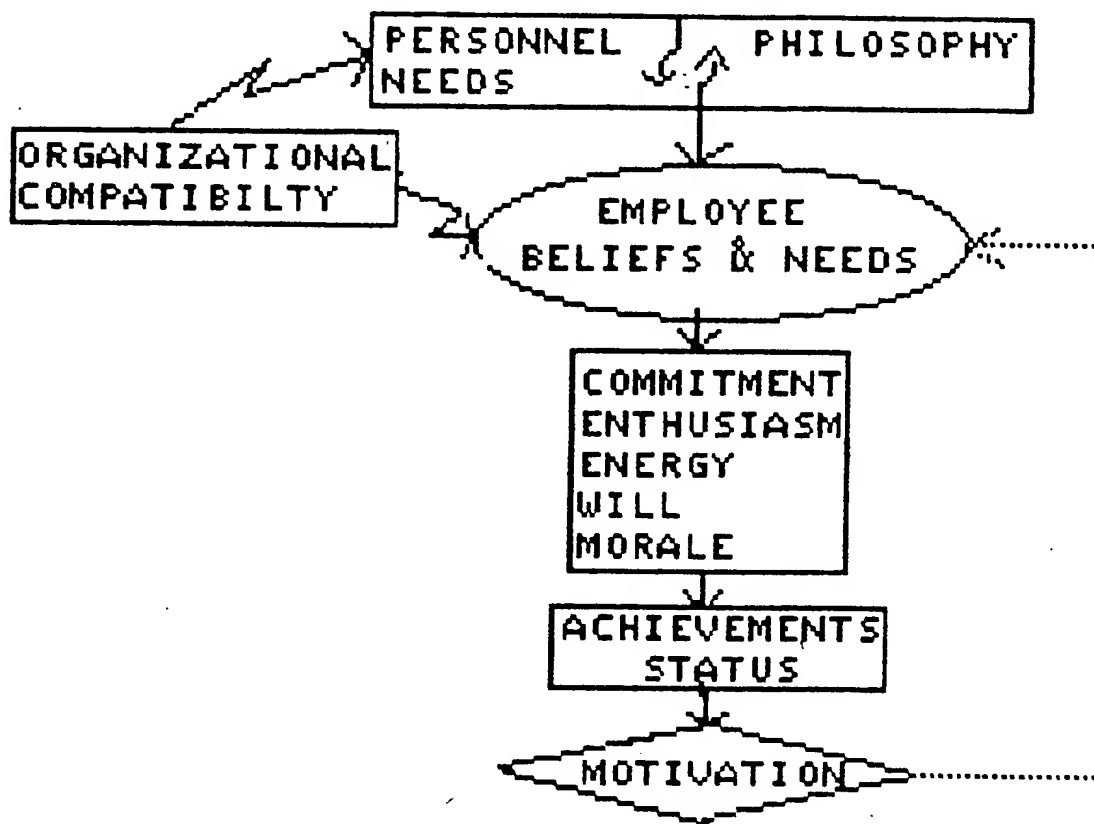 PERSONNEL PHILOSOPHY
NEEDS
ORGANIZATIONAL
COMPATIBILTY
EMPLOYEE
BELIEFS & NEEDS
COMMITMENT
ENTHUSIASM
ENERGY
WILL
MORALE
ACHIEVEMENTS
STATUS
MOTIVATION